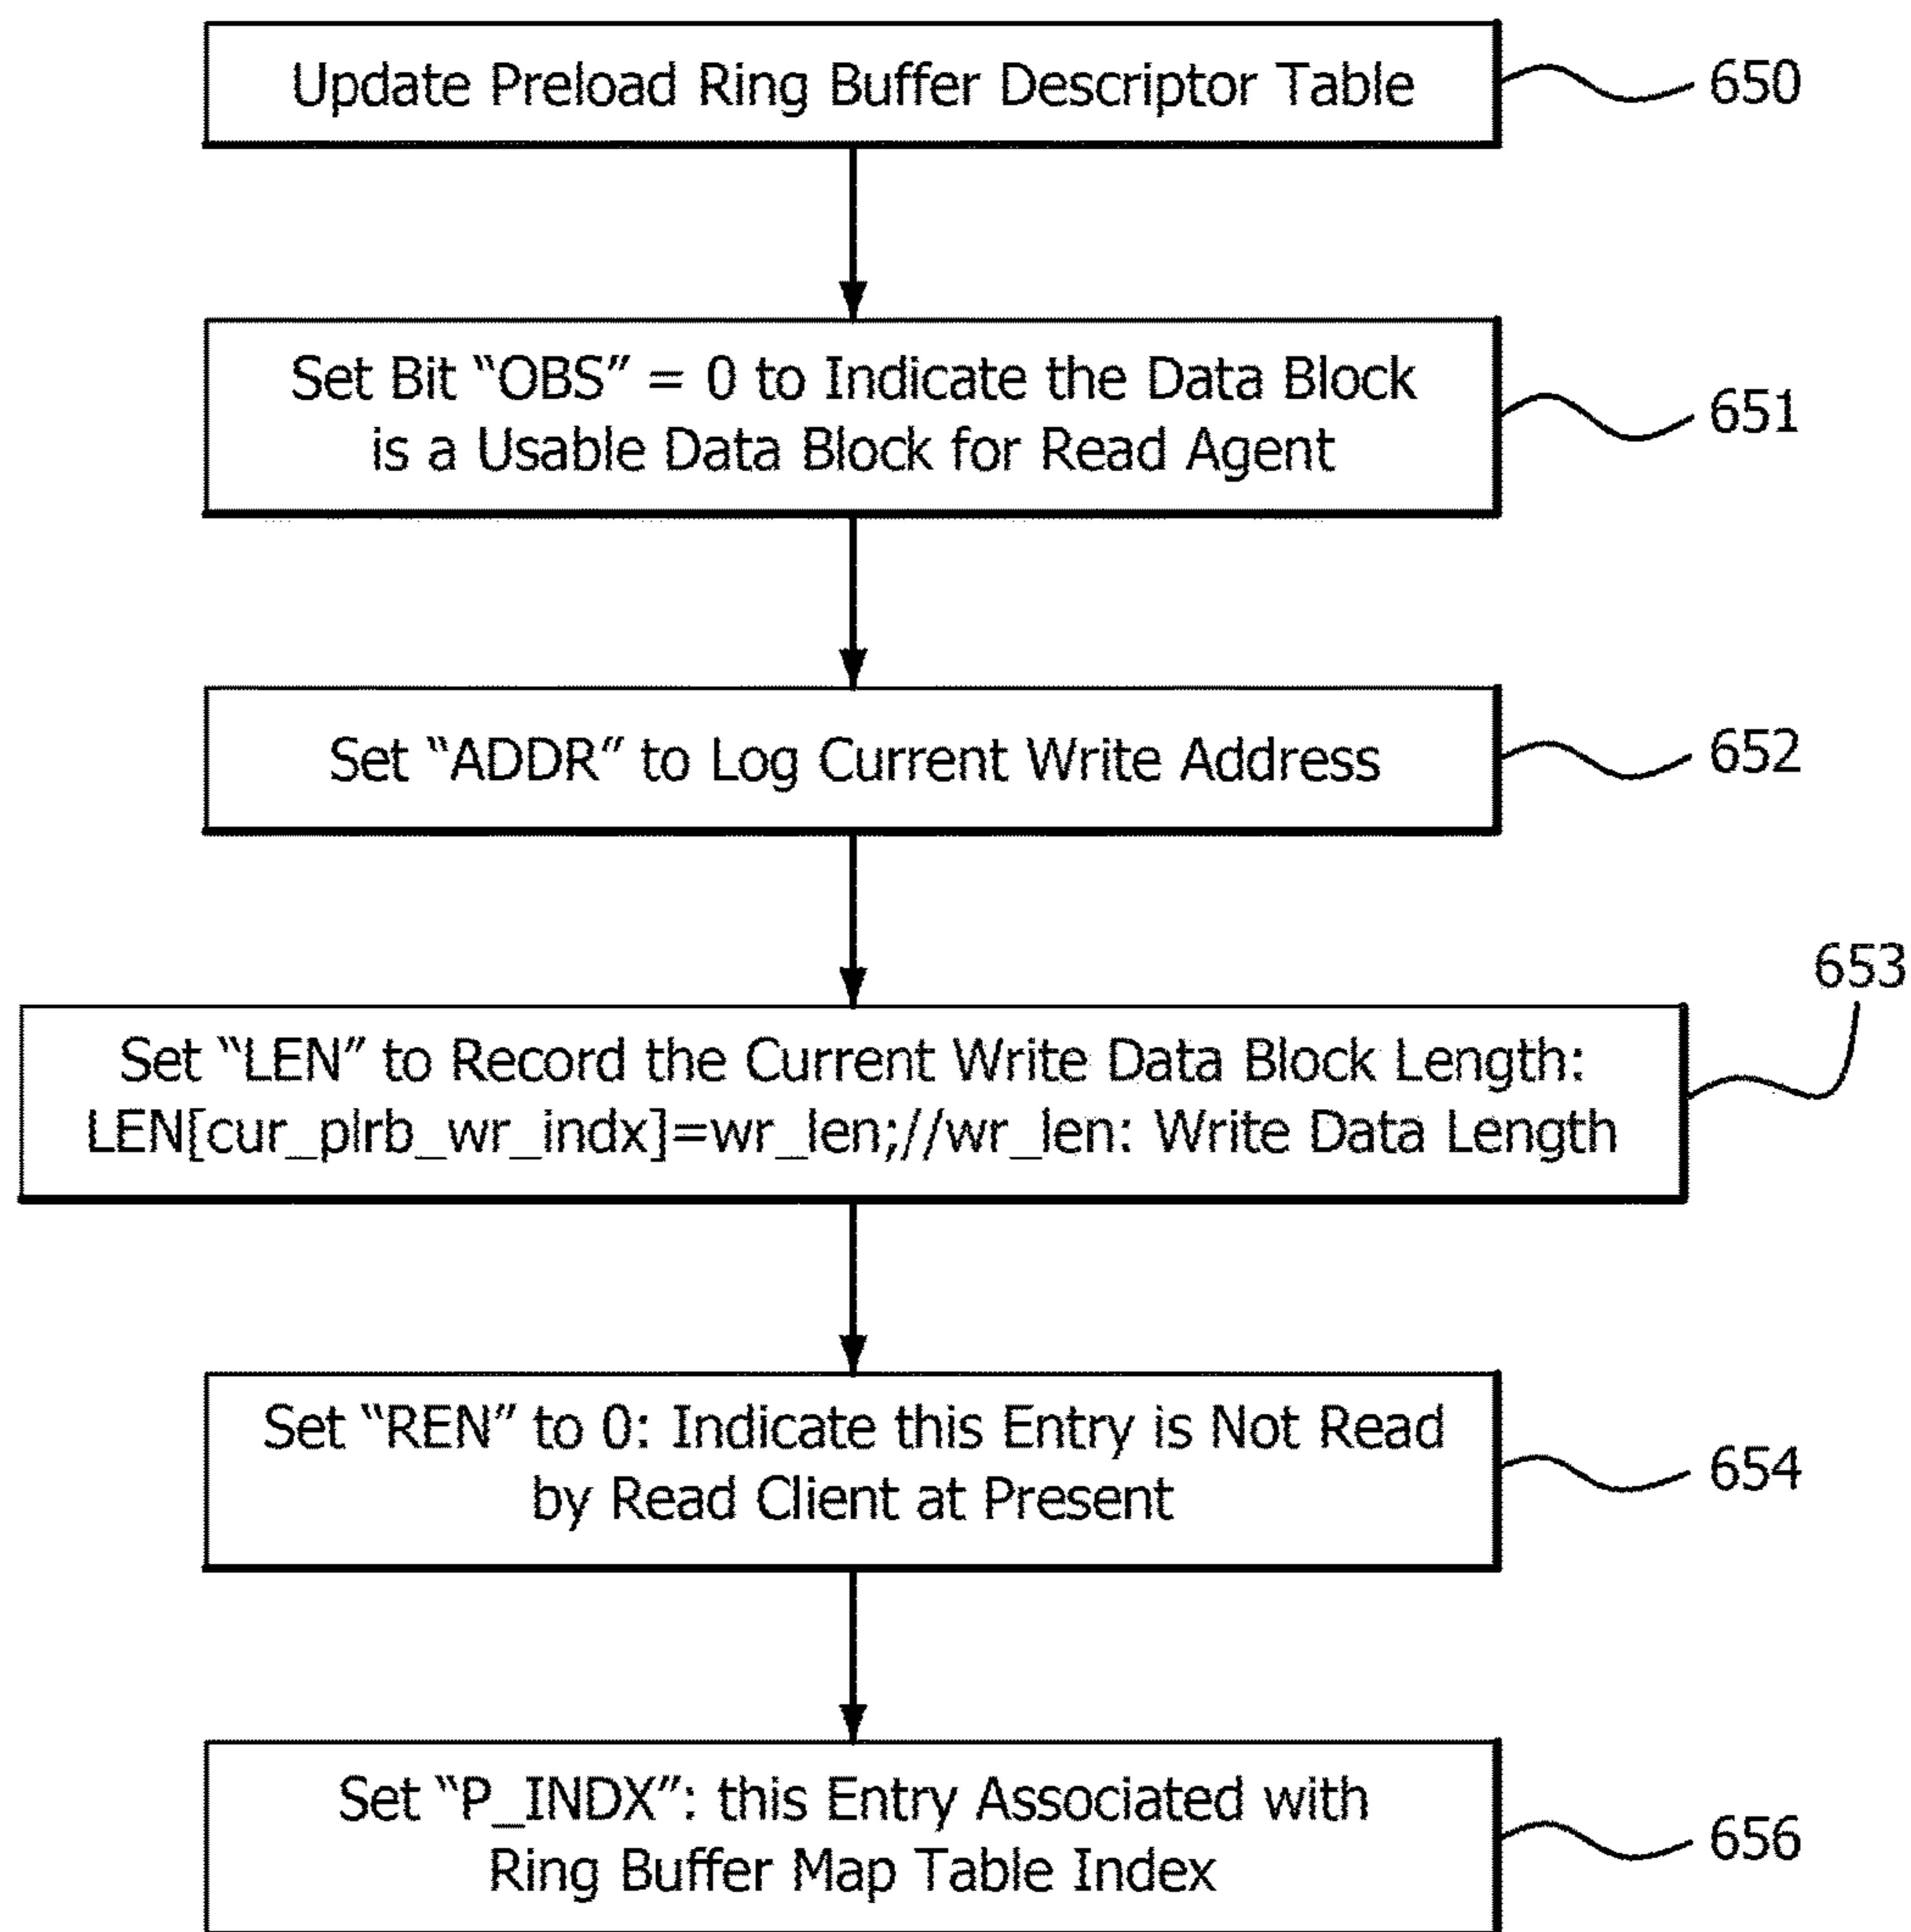 Update Preload Ring Buffer Descriptor Table
650
Set Bit “OBS” = 0 to Indicate the Data Block
is a Usable Data Block for Read Agent
651
Set “ADDR” to Log Current Write Address
652
653
Set “LEN” to Record the Current Write Data Block Length:
LEN[cur_plrb_wr_indx]=wr_len;//wr_len: Write Data Length
Set “REN” to 0: Indicate this Entry is Not Read
by Read Client at Present
654
Set “P_INDX”: this Entry Associated with
Ring Buffer Map Table Index
656